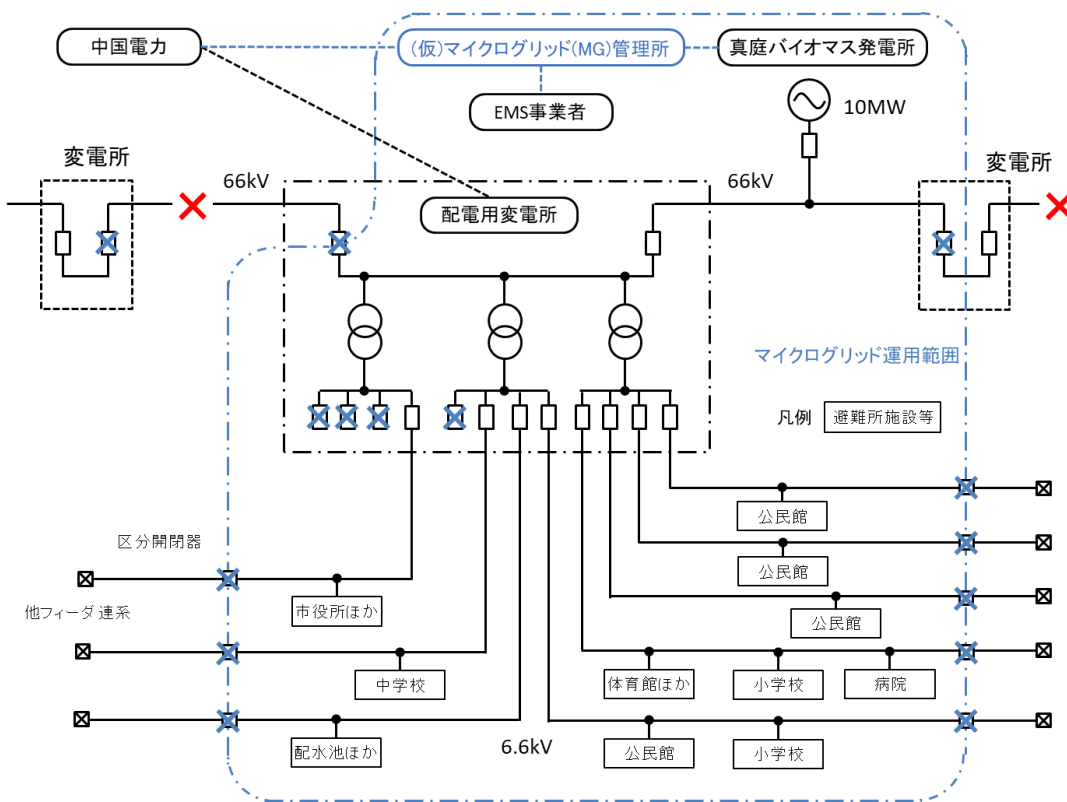 中国電力
(仮)マイクログリッド(MG)管理所
真庭バイオマス発電所
EMS事業者
10MW
変電所
66kV
配電用変電所
66kV
変電所
マイクログリッド運用範囲
凡例
避難所施設等
公民館
区分開閉器
公民館
市役所ほか
他フィーダ連系
公民館
中学校
体育館ほか
小学校
病院
配水池ほか
6.6kV
公民館
小学校